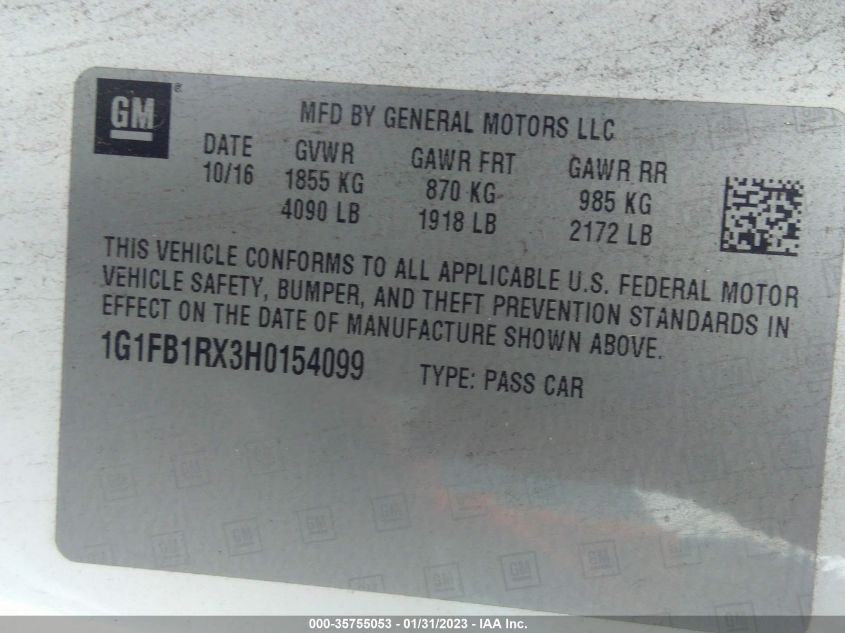 GM
®
MFD BY GENERAL MOTORS LLC
DATE GVWR GAWR FRT GAWR RR
10/16 1855 KG 870 KG 985 KG
4090 LB 1918 LB 2172 LB
THIS VEHICLE CONFORMS TO ALL APPLICABLE U.S. FEDERAL MOTOR
VEHICLE SAFETY, BUMPER, AND THEFT PREVENTION STANDARDS IN
EFFECT ON THE DATE OF MANUFACTURE SHOWN ABOVE.
1G1FB1RX3H0154099 TYPE: PASS CAR
000-35755053 - 01/31/2023 - IAA Inc.